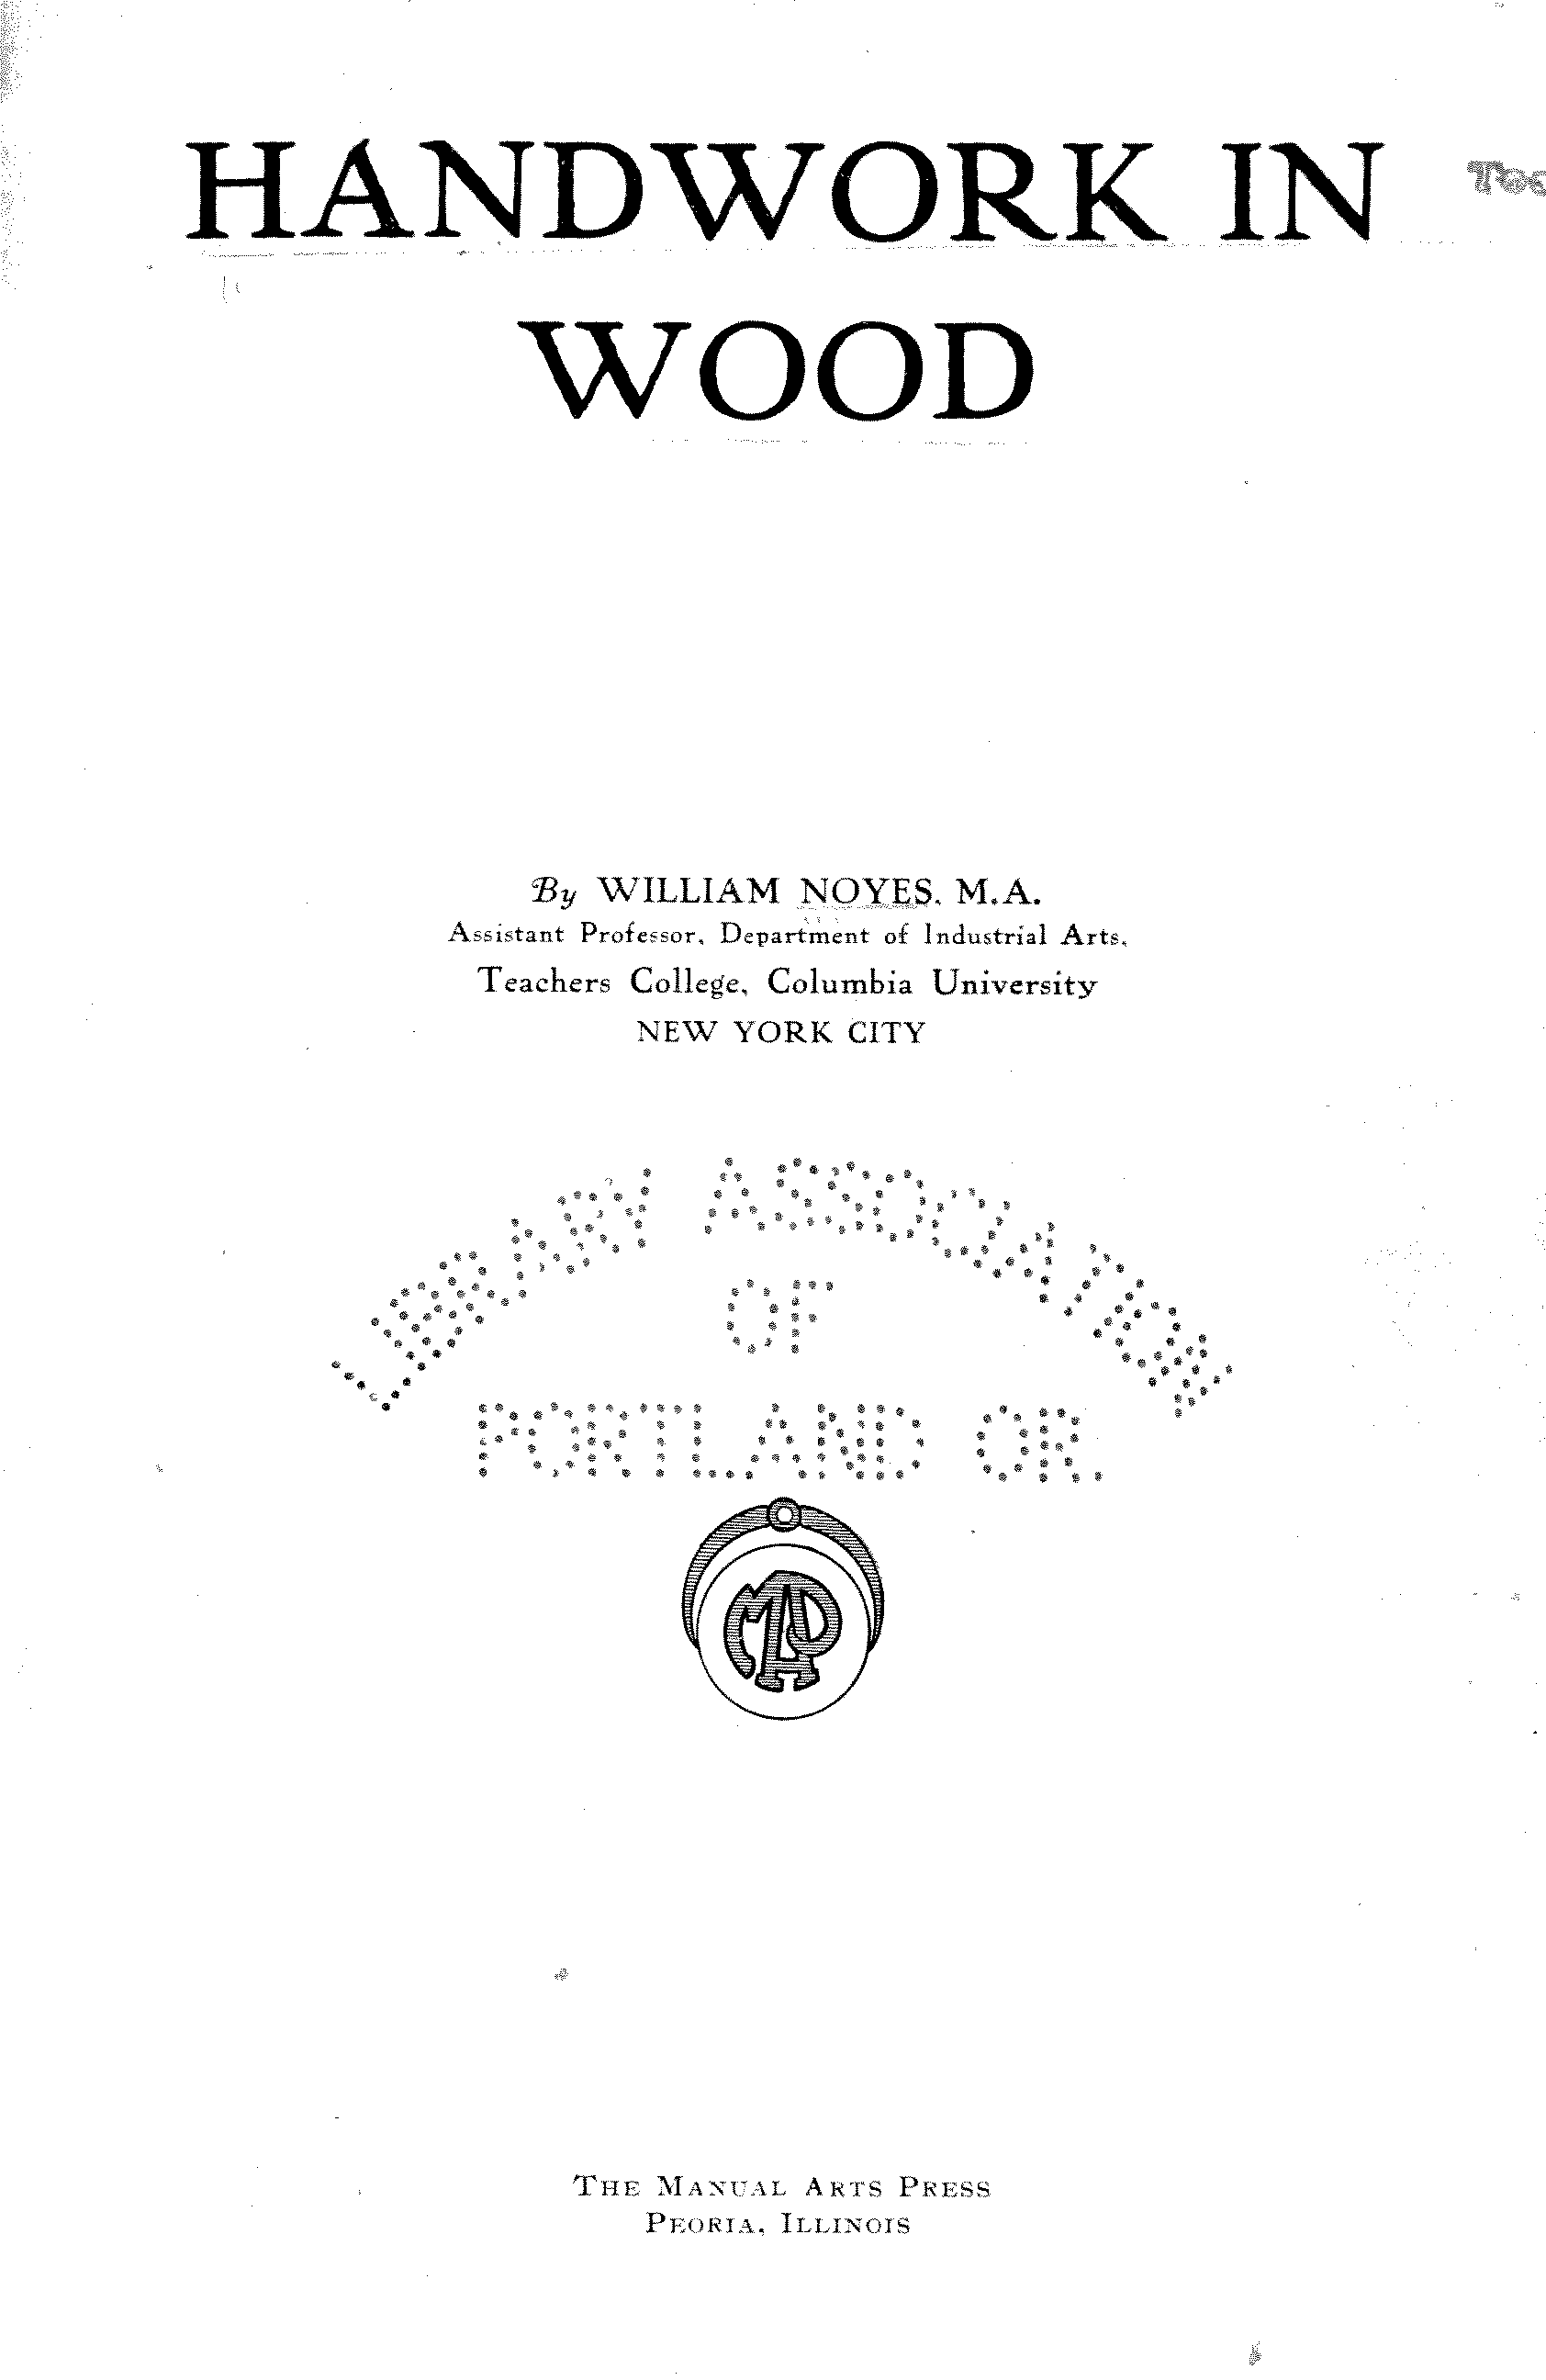 HANDWORK IN
WOOD
By WILLIAM NOYES, M.A.
Assistant Professor, Department of Industrial Arts,
Teachers College, Columbia University
NEW YORK CITY
LIBRARY ASSOCIATION
OF
PORTLAND OR.
MAP
THE MANUAL ARTS PRESS
PEORIA, ILLINOIS